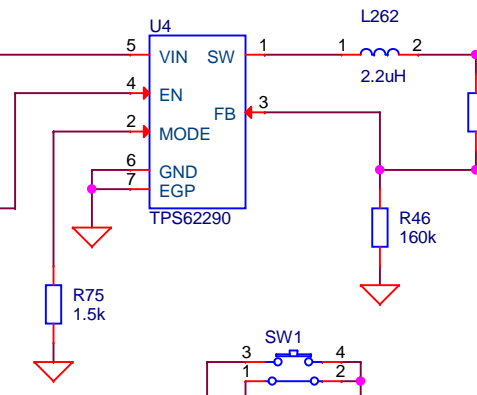 L262
U4
5
VIN
SW
1
1
2
2.2uH
4
EN
FB
3
2
MODE
6
GND
7
EGP
TPS62290
R46
160k
R75
1.5k
SW1
3
4
1
2